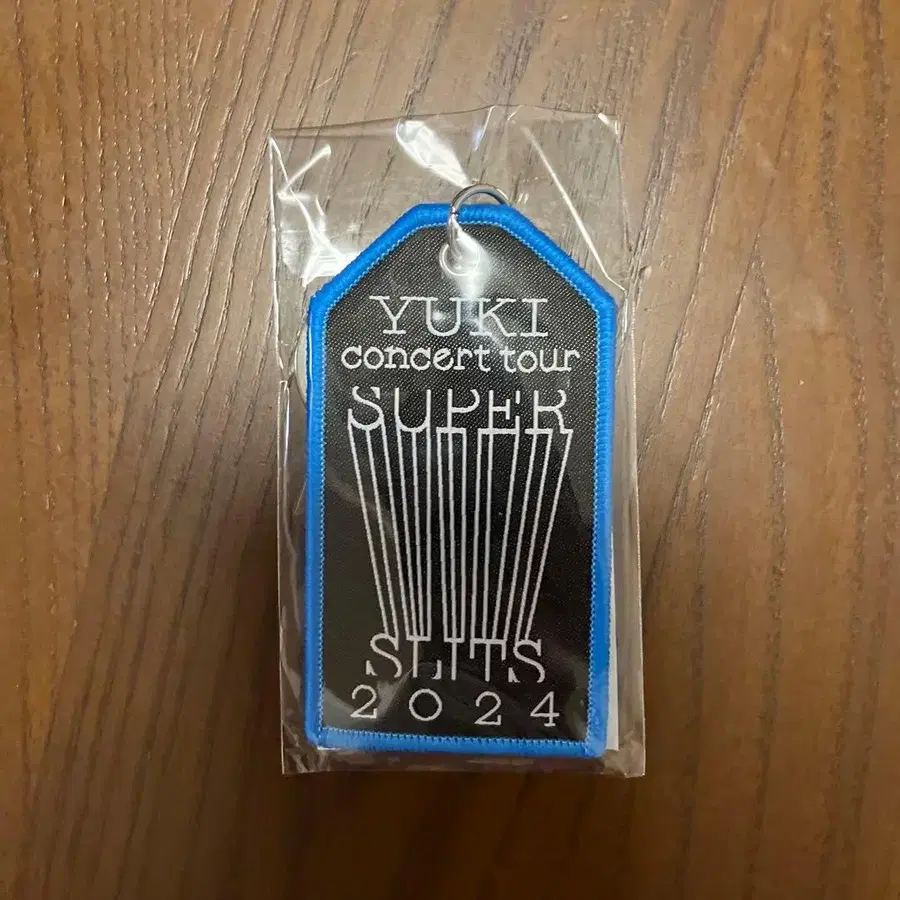 YUKI
concert tour
SUPER
SLITS
2024